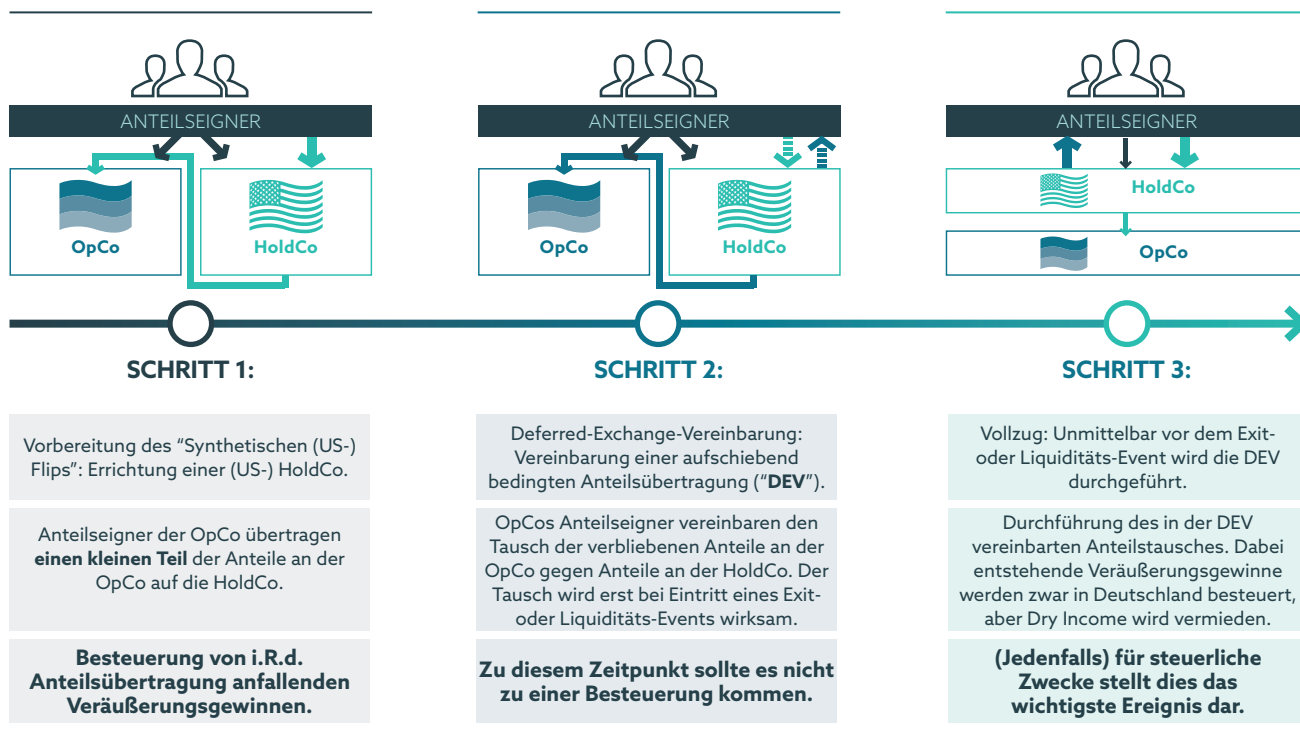 ANTEILSEIGNER
OpCo
HoldCo
SCHRITT 1:
Vorbereitung des “Synthetischen (US-)
Flips”: Errichtung einer (US-) HoldCo.
Anteilseigner der OpCo übertragen
einen kleinen Teil der Anteile an der
OpCo auf die HoldCo.
Besteuerung von i.R.d.
Anteilsübertragung anfallenden
Veräußerungsgewinnen.
ANTEILSEIGNER
OpCo
HoldCo
SCHRITT 2:
Deferred-Exchange-Vereinbarung:
Vereinbarung einer aufschiebend
bedingten Anteilsübertragung (“DEV”).
OpCos Anteilseigner vereinbaren den
Tausch der verbliebenen Anteile an der
OpCo gegen Anteile an der HoldCo. Der
Tausch wird erst bei Eintritt eines Exit-
oder Liquiditäts-Events wirksam.
Zu diesem Zeitpunkt sollte es nicht
zu einer Besteuerung kommen.
ANTEILSEIGNER
HoldCo
OpCo
SCHRITT 3:
Vollzug: Unmittelbar vor dem Exit-
oder Liquiditäts-Event wird die DEV
durchgeführt.
Durchführung des in der DEV
vereinbarten Anteilstausches. Dabei
entstehende Veräußerungsgewinne
werden zwar in Deutschland besteuert,
aber Dry Income wird vermieden.
(Jedenfalls) für steuerliche
Zwecke stellt dies das
wichtigste Ereignis dar.